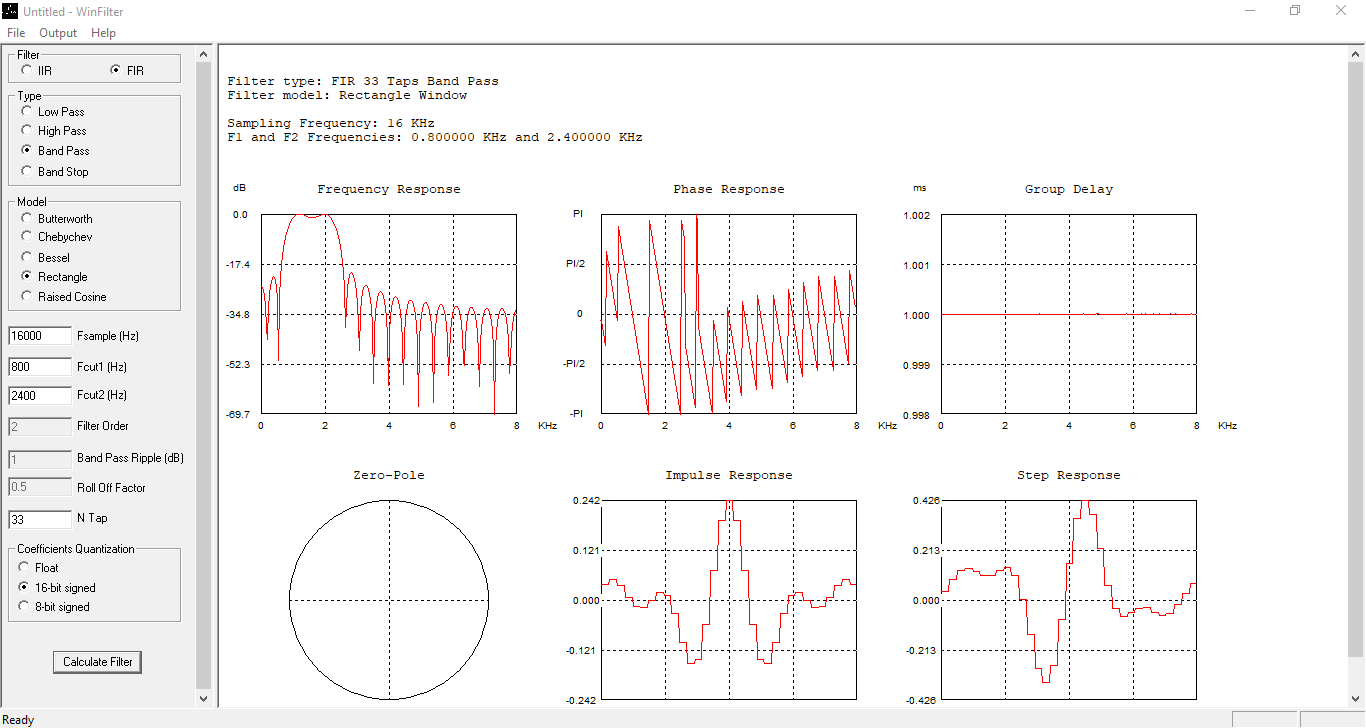 Untitled - WinFilter
File Output Help
Filter
IIR FIR
Type
Low Pass
High Pass
Band Pass
Band Stop
Model
Butterworth
Chebychev
Bessel
Rectangle
Raised Cosine
16000 Fsample (Hz)
800 Fcut1 (Hz)
2400 Fcut2 (Hz)
2 Filter Order
1 Band Pass Ripple (dB)
0.5 Roll Off Factor
33 N Tap
Coefficients Quantization
Float
16-bit signed
8-bit signed
Calculate Filter
Filter type: FIR 33 Taps Band Pass
Filter model: Rectangle Window
Sampling Frequency: 16 KHz
F1 and F2 Frequencies: 0.800000 KHz and 2.400000 KHz
dB Frequency Response
0.0
-17.4
-34.8
-52.3
-69.7
0 2 4 6 8 KHz
Phase Response
PI
PI/2
0
-PI/2
-PI
0 2 4 6 8 KHz
ms Group Delay
1.002
1.001
1.000
0.999
0.998
0 2 4 6 8 KHz
Zero-Pole
Impulse Response
0.242
0.121
0.000
-0.121
-0.242
Step Response
0.426
0.213
0.000
-0.213
-0.426
Ready